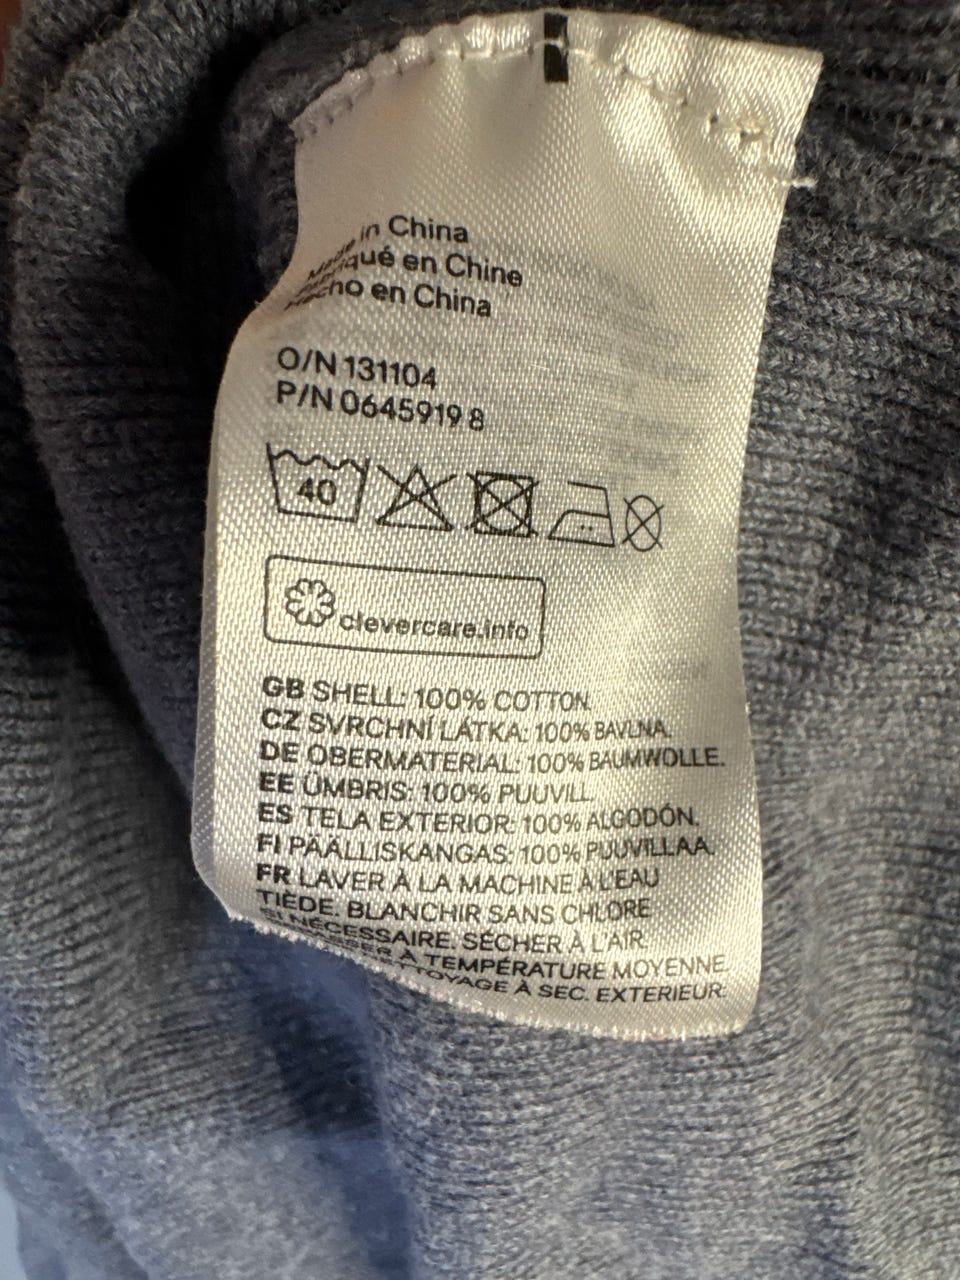 Made in China
Fabriqué en Chine
Hecho en China
O/N 131104
P/N 0645919 8
40
clevercare.info
GB SHELL: 100% COTTON
CZ SVRCHNÍ LÁTKA: 100% BAVLNA.
DE OBERMATERIAL: 100% BAUMWOLLE.
EE ÜMBRIS: 100% PUUVILL
ES TELA EXTERIOR: 100% ALGODÓN.
FI PÄÄLLISKANGAS: 100% PUUVILLAA.
FR LAVER À LA MACHINE À L'EAU
TIÈDE. BLANCHIR SANS CHLORE
SI NÉCESSAIRE. SÉCHER À L'AIR.
À TEMPÉRATURE MOYENNE.
À SEC. EXTERIEUR: